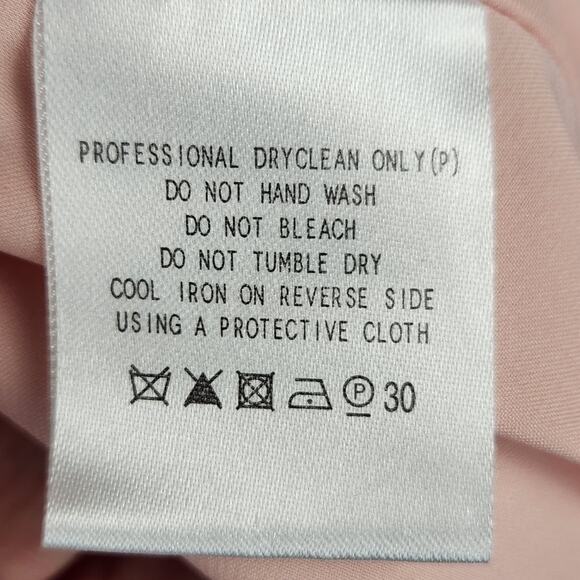 PROFESSIONAL DRYCLEAN ONLY(P)
DO NOT HAND WASH
DO NOT BLEACH
DO NOT TUMBLE DRY
COOL IRON ON REVERSE SIDE
USING A PROTECTIVE CLOTH
P 30